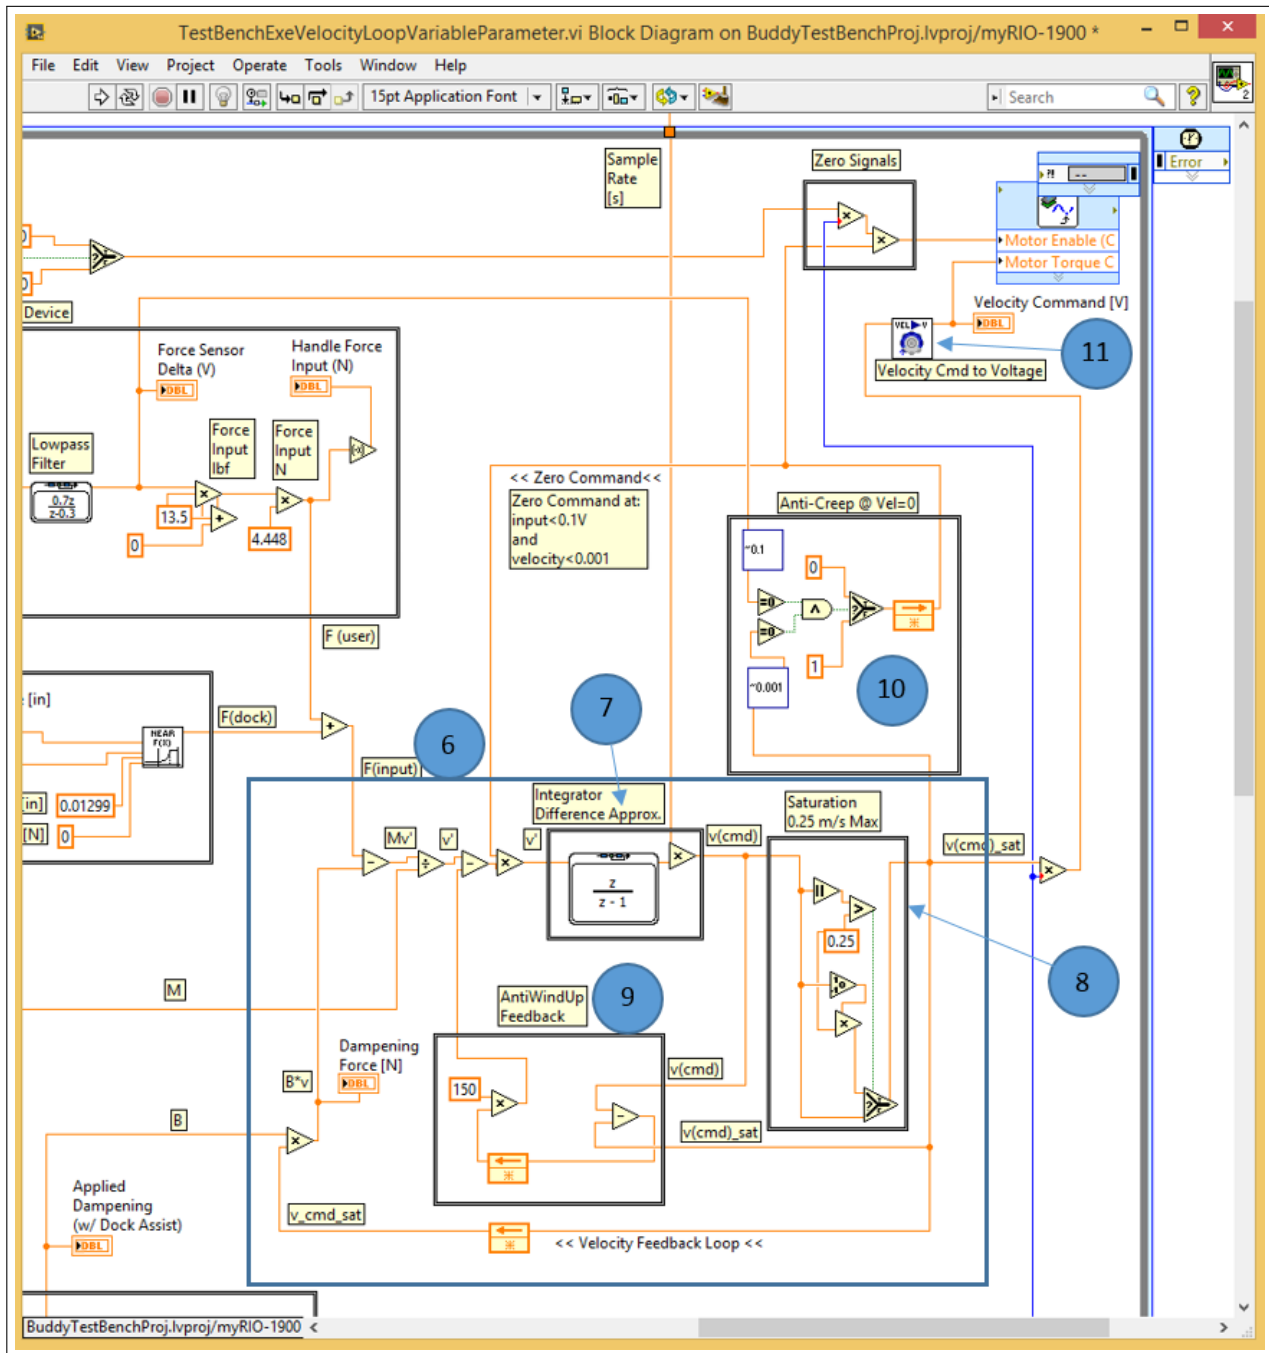 TestBenchExeVelocityLoopVariableParameter.vi Block Diagram on BuddyTestBenchProj.lvproj/myRIO-1900 *
File Edit View Project Operate Tools Window Help
15pt Application Font
Search
2
Sample
Rate
[s]
Zero Signals
Error
?!
--
Motor Enable (C
Motor Torque C
Device
Velocity Command [V]
DBL
VEL V
11
Velocity Cmd to Voltage
Force Sensor
Delta (V)
DBL
Handle Force
Input (N)
DBL
Lowpass
Filter
0.7z
z-0.3
Force
Input
lbf
Force
Input
N
13.5
0
4.448
<< Zero Command<<
Zero Command at:
input<0.1V
and
velocity<0.001
Anti-Creep @ Vel=0
~0.1
0
=0
=0
1
~0.001
10
F (user)
[in]
F(dock)
NEAR
F(X)
[in]
0.01299
[N]
0
6
7
F(input)
Integrator
Difference Approx.
Saturation
0.25 m/s Max
Mv'
v'
v'
v(cmd)
v(cmd)_sat
z
z - 1
0.25
8
M
AntiWindUp
Feedback
9
Dampening
Force [N]
DBL
B*v
150
v(cmd)
v(cmd)_sat
B
Applied
Dampening
(w/ Dock Assist)
DBL
v_cmd_sat
<< Velocity Feedback Loop <<
BuddyTestBenchProj.lvproj/myRIO-1900